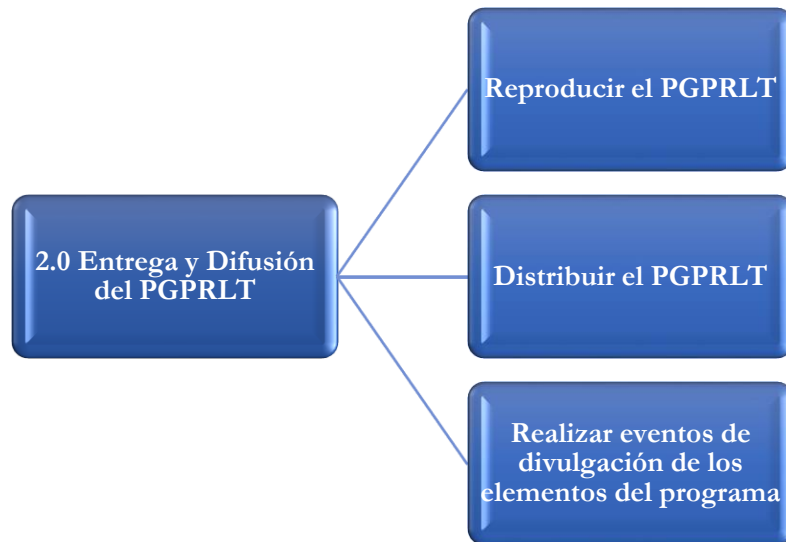 Reproducir el PGPRLT
2.0 Entrega y Difusión
del PGPRLT
Distribuir el PGPRLT
Realizar eventos de
divulgación de los
elementos del programa